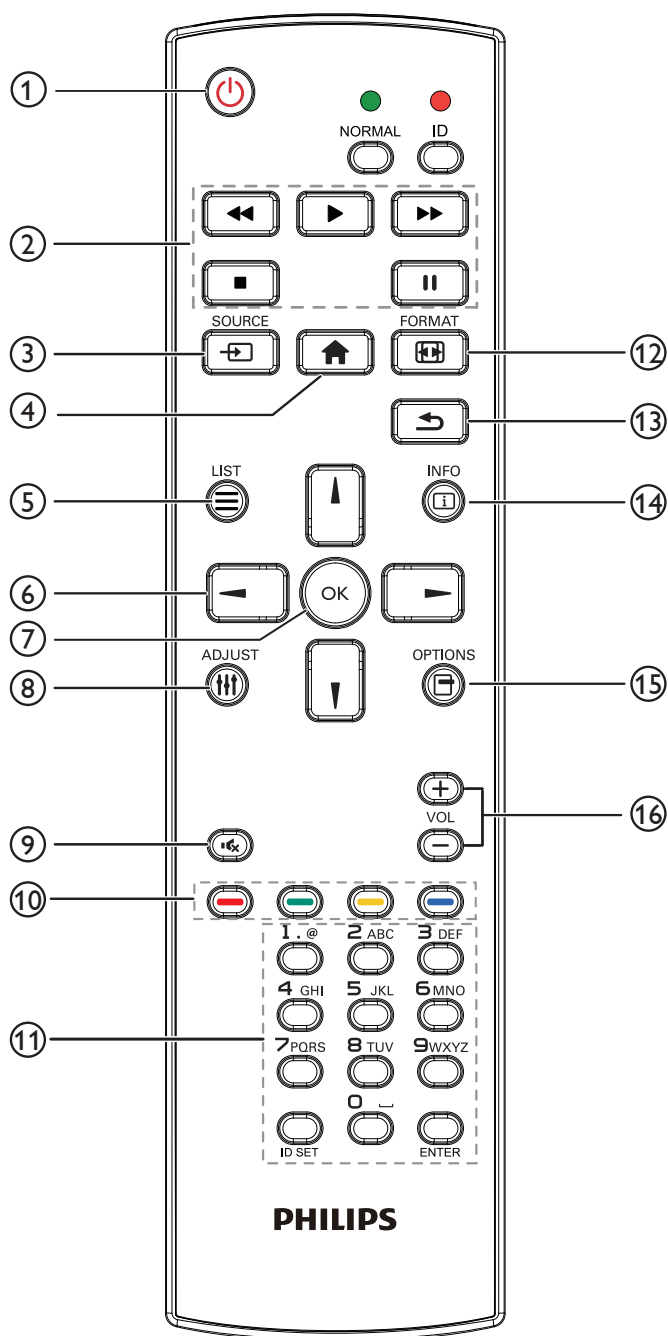 ①
NORMAL ID
②
SOURCE FORMAT
③ ⑫
④
⑬
LIST INFO
⑤ i ⑭
⑥ OK
⑦
ADJUST OPTIONS
⑧ ⑮
+
VOL ⑯
⑨ −
⑩
1 . @ 2 ABC 3 DEF
4 GHI 5 JKL 6 MNO
⑪
7 PQRS 8 TUV 9 WXYZ
0 ⎵
ID SET ENTER
PHILIPS